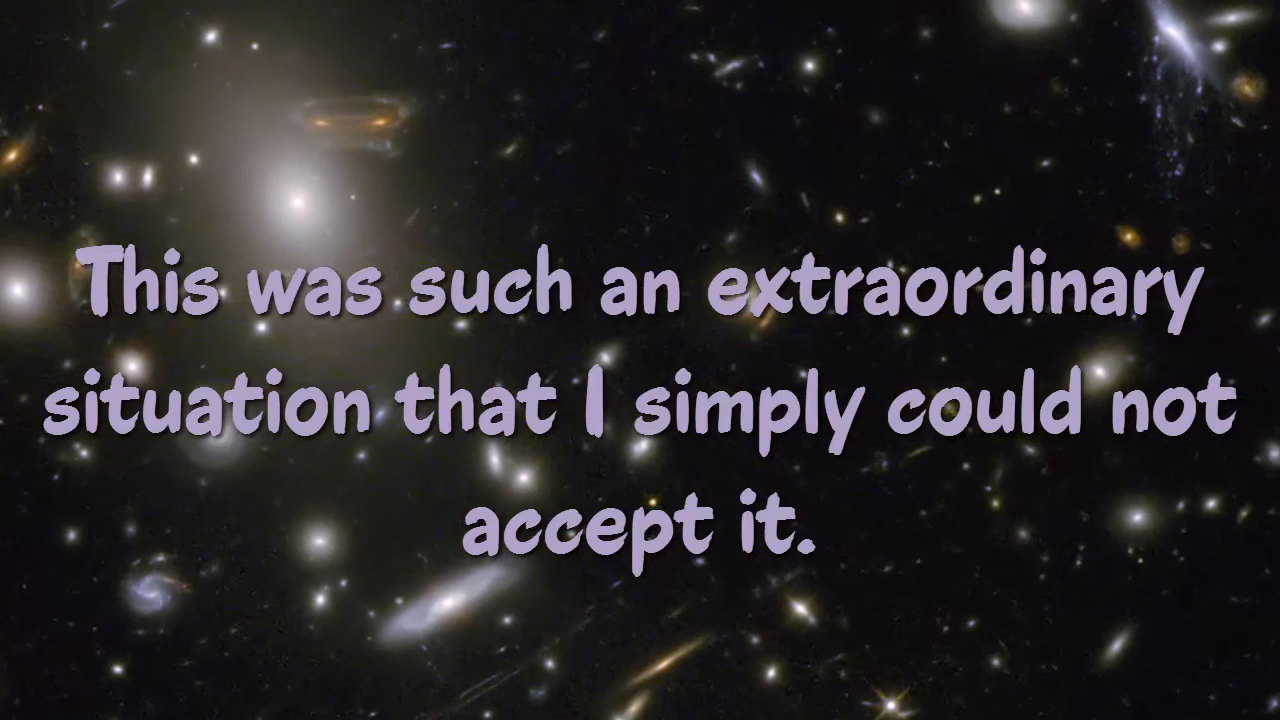 This was such an extraordinary
situation that I simply could not
accept it.